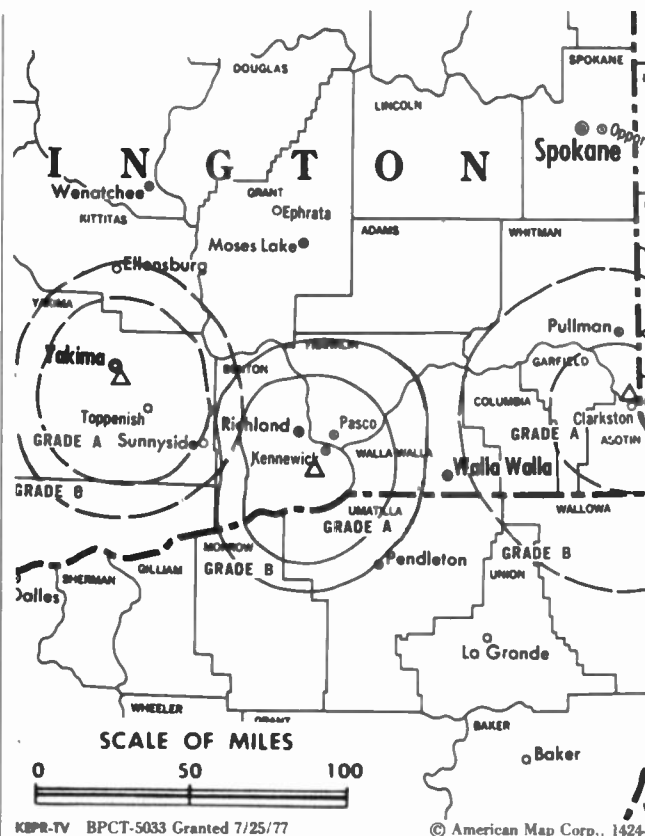 SPOKANE
DOUGLAS
LINCOLN
Oppor
Spokane
I N G T O N
Wenatchee
GRANT
Ephrata
KITTITAS
ADAMS
WHITMAN
Moses Lake
Ellensburg
YAKIMA
Pullman
FRANKLIN
Yakima
BENTON
GARFIELD
COLUMBIA
Clarkston
Toppenish
Richland
Pasco
GRADE A
ASOTIN
GRADE A
Sunnyside
Kennewick
WALLA WALLA
Walla Walla
GRADE B
UMATILLA
WALLOWA
GRADE A
MORROW
GRADE B
Pendleton
GRADE B
SHERMAN
GILLIAM
UNION
Dalles
La Grande
WHEELER
GRANT
BAKER
SCALE OF MILES
Baker
0 50 100
KBPR-TV BPCT-5033 Granted 7/25/77
© American Map Corp., 1424-